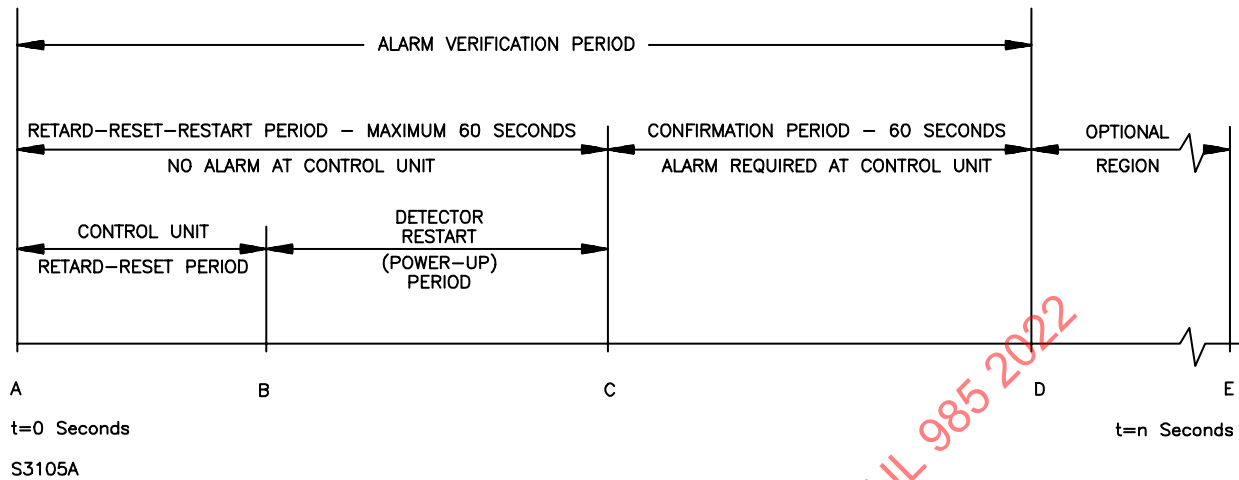 ALARM VERIFICATION PERIOD
RETARD-RESET-RESTART PERIOD - MAXIMUM 60 SECONDS
NO ALARM AT CONTROL UNIT
CONFIRMATION PERIOD - 60 SECONDS
ALARM REQUIRED AT CONTROL UNIT
OPTIONAL
REGION
CONTROL UNIT
RETARD-RESET PERIOD
DETECTOR
RESTART
(POWER-UP)
PERIOD
A
B
C
D
E
t=0 Seconds
t=n Seconds
S3105A
UL 985 2022